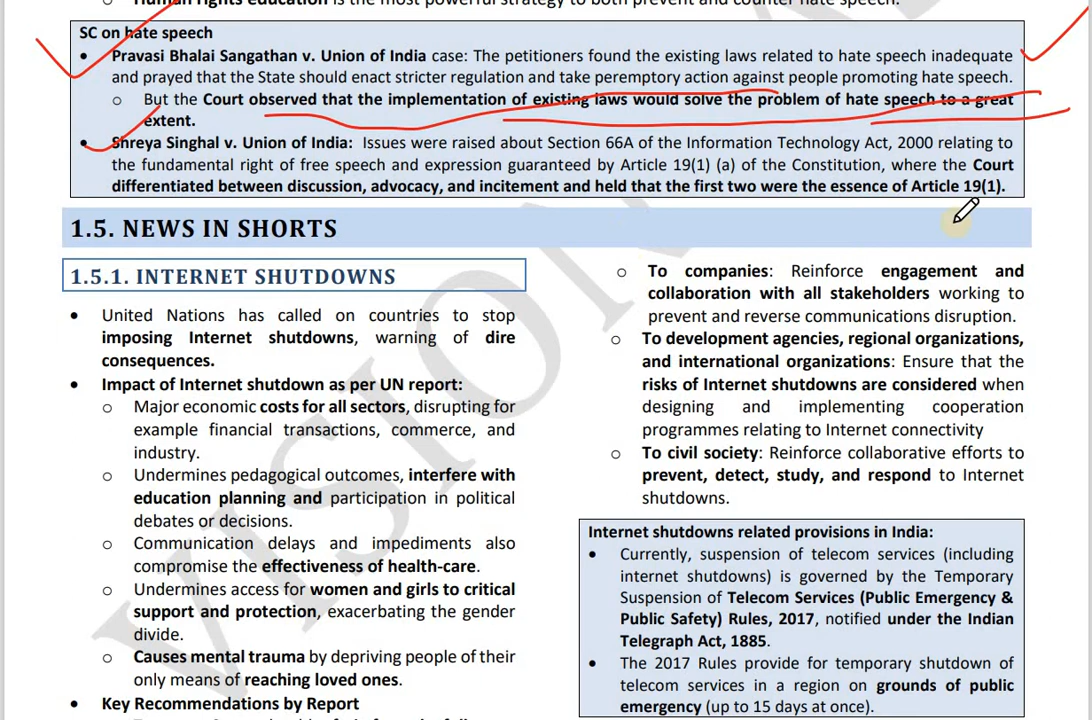 Human rights education is the most powerful strategy to both prevent and counter hate speech.
SC on hate speech
• Pravasi Bhalai Sangathan v. Union of India case: The petitioners found the existing laws related to hate speech inadequate
and prayed that the State should enact stricter regulation and take peremptory action against people promoting hate speech.
o But the Court observed that the implementation of existing laws would solve the problem of hate speech to a great
extent.
• Shreya Singhal v. Union of India: Issues were raised about Section 66A of the Information Technology Act, 2000 relating to
the fundamental right of free speech and expression guaranteed by Article 19(1) (a) of the Constitution, where the Court
differentiated between discussion, advocacy, and incitement and held that the first two were the essence of Article 19(1).
1.5. NEWS IN SHORTS
1.5.1. INTERNET SHUTDOWNS
• United Nations has called on countries to stop
imposing Internet shutdowns, warning of dire
consequences.
• Impact of Internet shutdown as per UN report:
o Major economic costs for all sectors, disrupting for
example financial transactions, commerce, and
industry.
o Undermines pedagogical outcomes, interfere with
education planning and participation in political
debates or decisions.
o Communication delays and impediments also
compromise the effectiveness of health-care.
o Undermines access for women and girls to critical
support and protection, exacerbating the gender
divide.
o Causes mental trauma by depriving people of their
only means of reaching loved ones.
• Key Recommendations by Report
o To companies: Reinforce engagement and
collaboration with all stakeholders working to
prevent and reverse communications disruption.
o To development agencies, regional organizations,
and international organizations: Ensure that the
risks of Internet shutdowns are considered when
designing and implementing cooperation
programmes relating to Internet connectivity
o To civil society: Reinforce collaborative efforts to
prevent, detect, study, and respond to Internet
shutdowns.
Internet shutdowns related provisions in India:
• Currently, suspension of telecom services (including
internet shutdowns) is governed by the Temporary
Suspension of Telecom Services (Public Emergency &
Public Safety) Rules, 2017, notified under the Indian
Telegraph Act, 1885.
• The 2017 Rules provide for temporary shutdown of
telecom services in a region on grounds of public
emergency (up to 15 days at once).
VISION